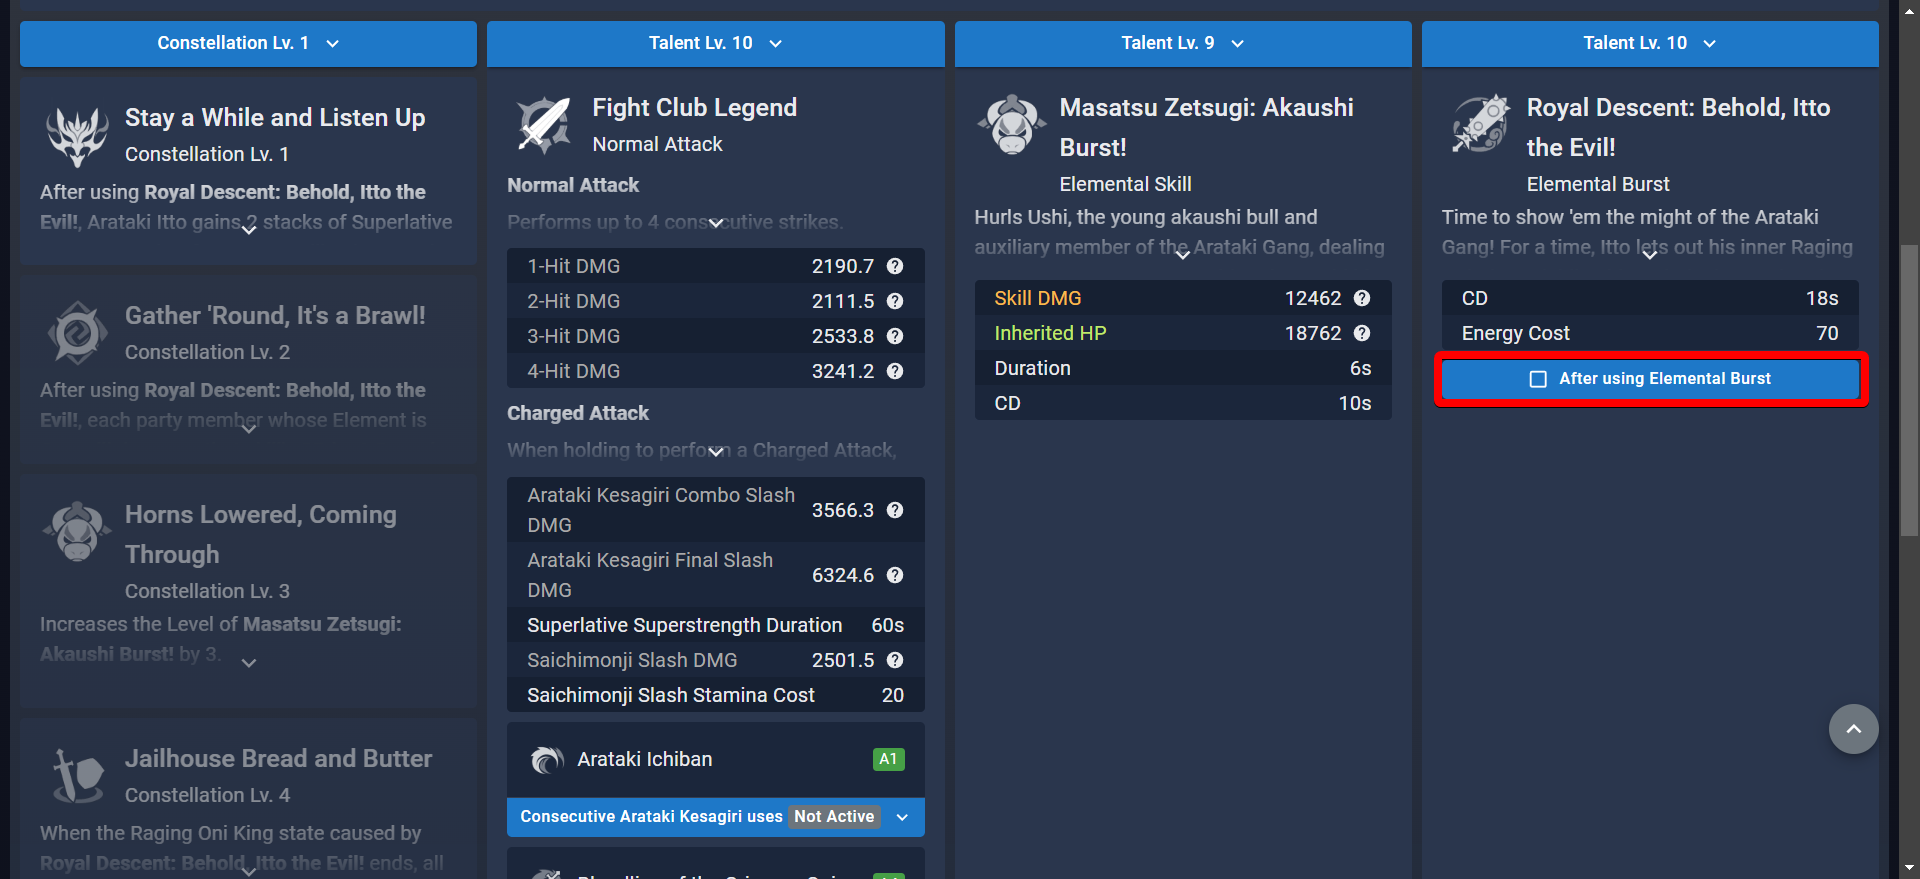 Constellation Lv. 1
Talent Lv. 10
Talent Lv. 9
Talent Lv. 10
Stay a While and Listen Up
Constellation Lv. 1
After using Royal Descent: Behold, Itto the
Evil!, Arataki Itto gains 2 stacks of Superlative
Gather 'Round, It's a Brawl!
Constellation Lv. 2
After using Royal Descent: Behold, Itto the
Evil!, each party member whose Element is
Horns Lowered, Coming
Through
Constellation Lv. 3
Increases the Level of Masatsu Zetsugi:
Akaushi Burst! by 3.
Jailhouse Bread and Butter
Constellation Lv. 4
When the Raging Oni King state caused by
Royal Descent: Behold, Itto the Evil! ends, all
Fight Club Legend
Normal Attack
Normal Attack
Performs up to 4 consecutive strikes.
1-Hit DMG 2190.7
2-Hit DMG 2111.5
3-Hit DMG 2533.8
4-Hit DMG 3241.2
Charged Attack
When holding to perform a Charged Attack,
Arataki Kesagiri Combo Slash
DMG 3566.3
Arataki Kesagiri Final Slash
DMG 6324.6
Superlative Superstrength Duration 60s
Saichimonji Slash DMG 2501.5
Saichimonji Slash Stamina Cost 20
Arataki Ichiban A1
Consecutive Arataki Kesagiri uses Not Active
Masatsu Zetsugi: Akaushi
Burst!
Elemental Skill
Hurls Ushi, the young akaushi bull and
auxiliary member of the Arataki Gang, dealing
Skill DMG 12462
Inherited HP 18762
Duration 6s
CD 10s
Royal Descent: Behold, Itto
the Evil!
Elemental Burst
Time to show 'em the might of the Arataki
Gang! For a time, Itto lets out his inner Raging
CD 18s
Energy Cost 70
After using Elemental Burst